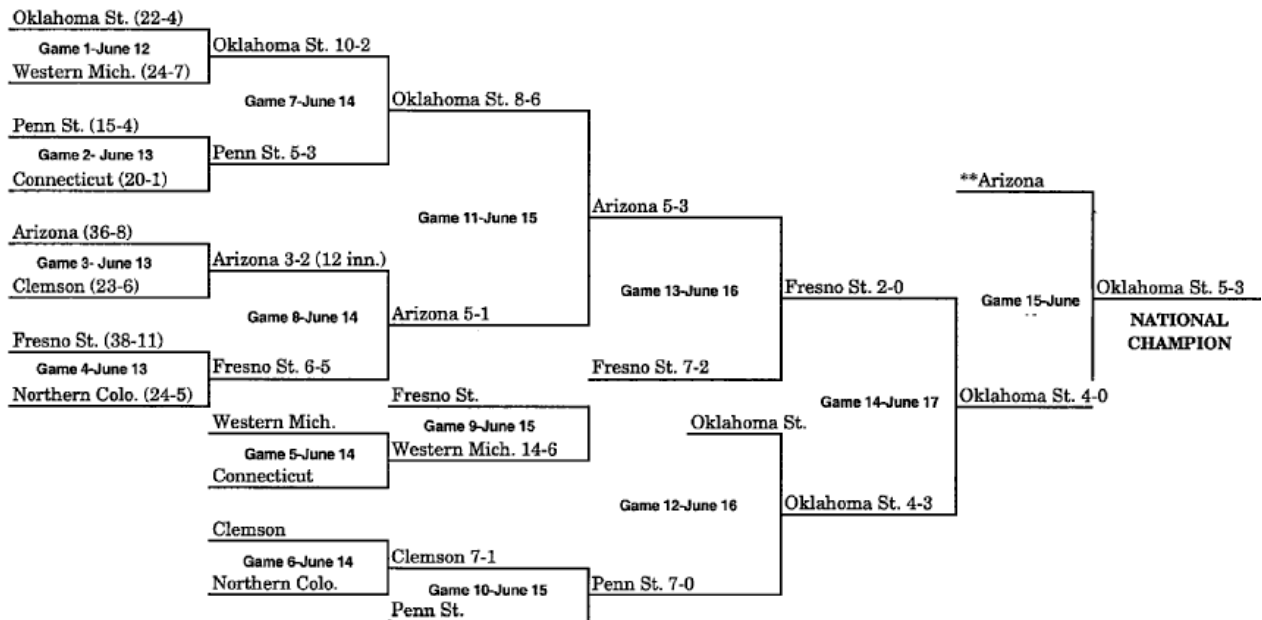 Oklahoma St. (22-4)
Game 1-June 12
Western Mich. (24-7)
Oklahoma St. 10-2
Game 7-June 14
Penn St. (15-4)
Game 2- June 13
Connecticut (20-1)
Penn St. 5-3
Oklahoma St. 8-6
Game 11-June 15
Arizona (36-8)
Game 3- June 13
Clemson (23-6)
Arizona 3-2 (12 inn.)
Game 8-June 14
Arizona 5-1
Fresno St. (38-11)
Game 4-June 13
Northern Colo. (24-5)
Fresno St. 6-5
Arizona 5-3
Game 13-June 16
Fresno St. 7-2
Fresno St. 2-0
Fresno St.
Game 9-June 15
Western Mich. 14-6
Western Mich.
Game 5-June 14
Connecticut
Oklahoma St.
Game 12-June 16
Oklahoma St. 4-3
Game 14-June 17
Clemson
Game 6-June 14
Northern Colo.
Clemson 7-1
Game 10-June 15
Penn St.
Penn St. 7-0
**Arizona
Game 15-June
Oklahoma St. 4-0
Oklahoma St. 5-3
NATIONAL
CHAMPION